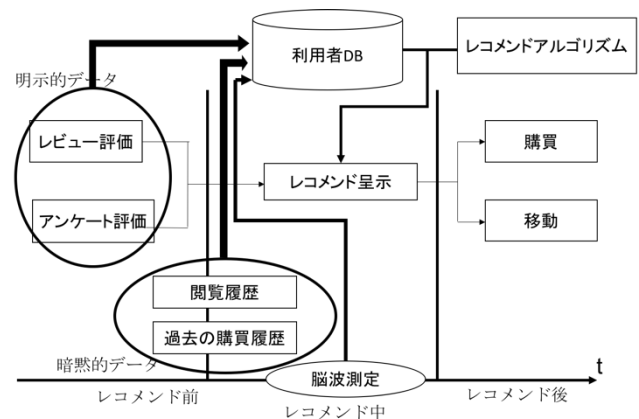 利用者DB
レコメンドアルゴリズム
明示的データ
レビュー評価
購買
レコメンド呈示
アンケート評価
移動
閲覧履歴
過去の購買履歴
暗黙的データ
t
脳波測定
レコメンド前
レコメンド中
レコメンド後